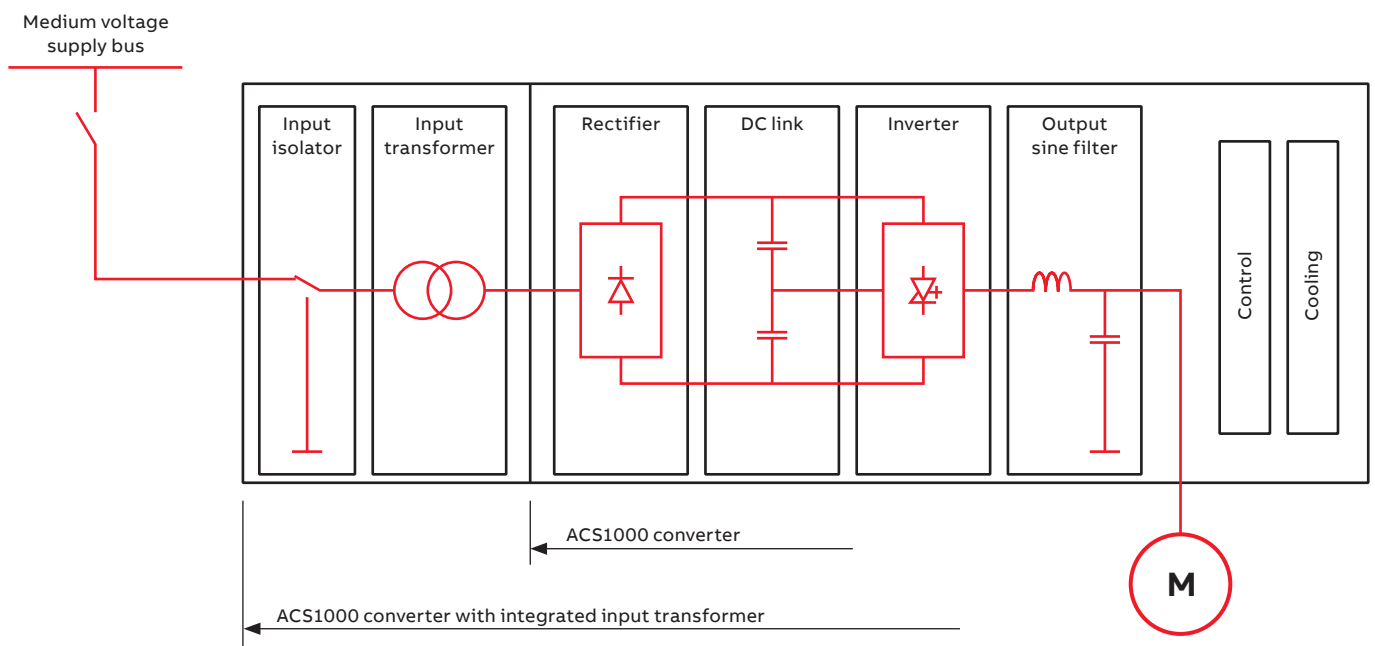 Medium voltage
supply bus
Input
isolator
Input
transformer
Rectifier
DC link
Inverter
Output
sine filter
Control
Cooling
ACS1000 converter
M
ACS1000 converter with integrated input transformer